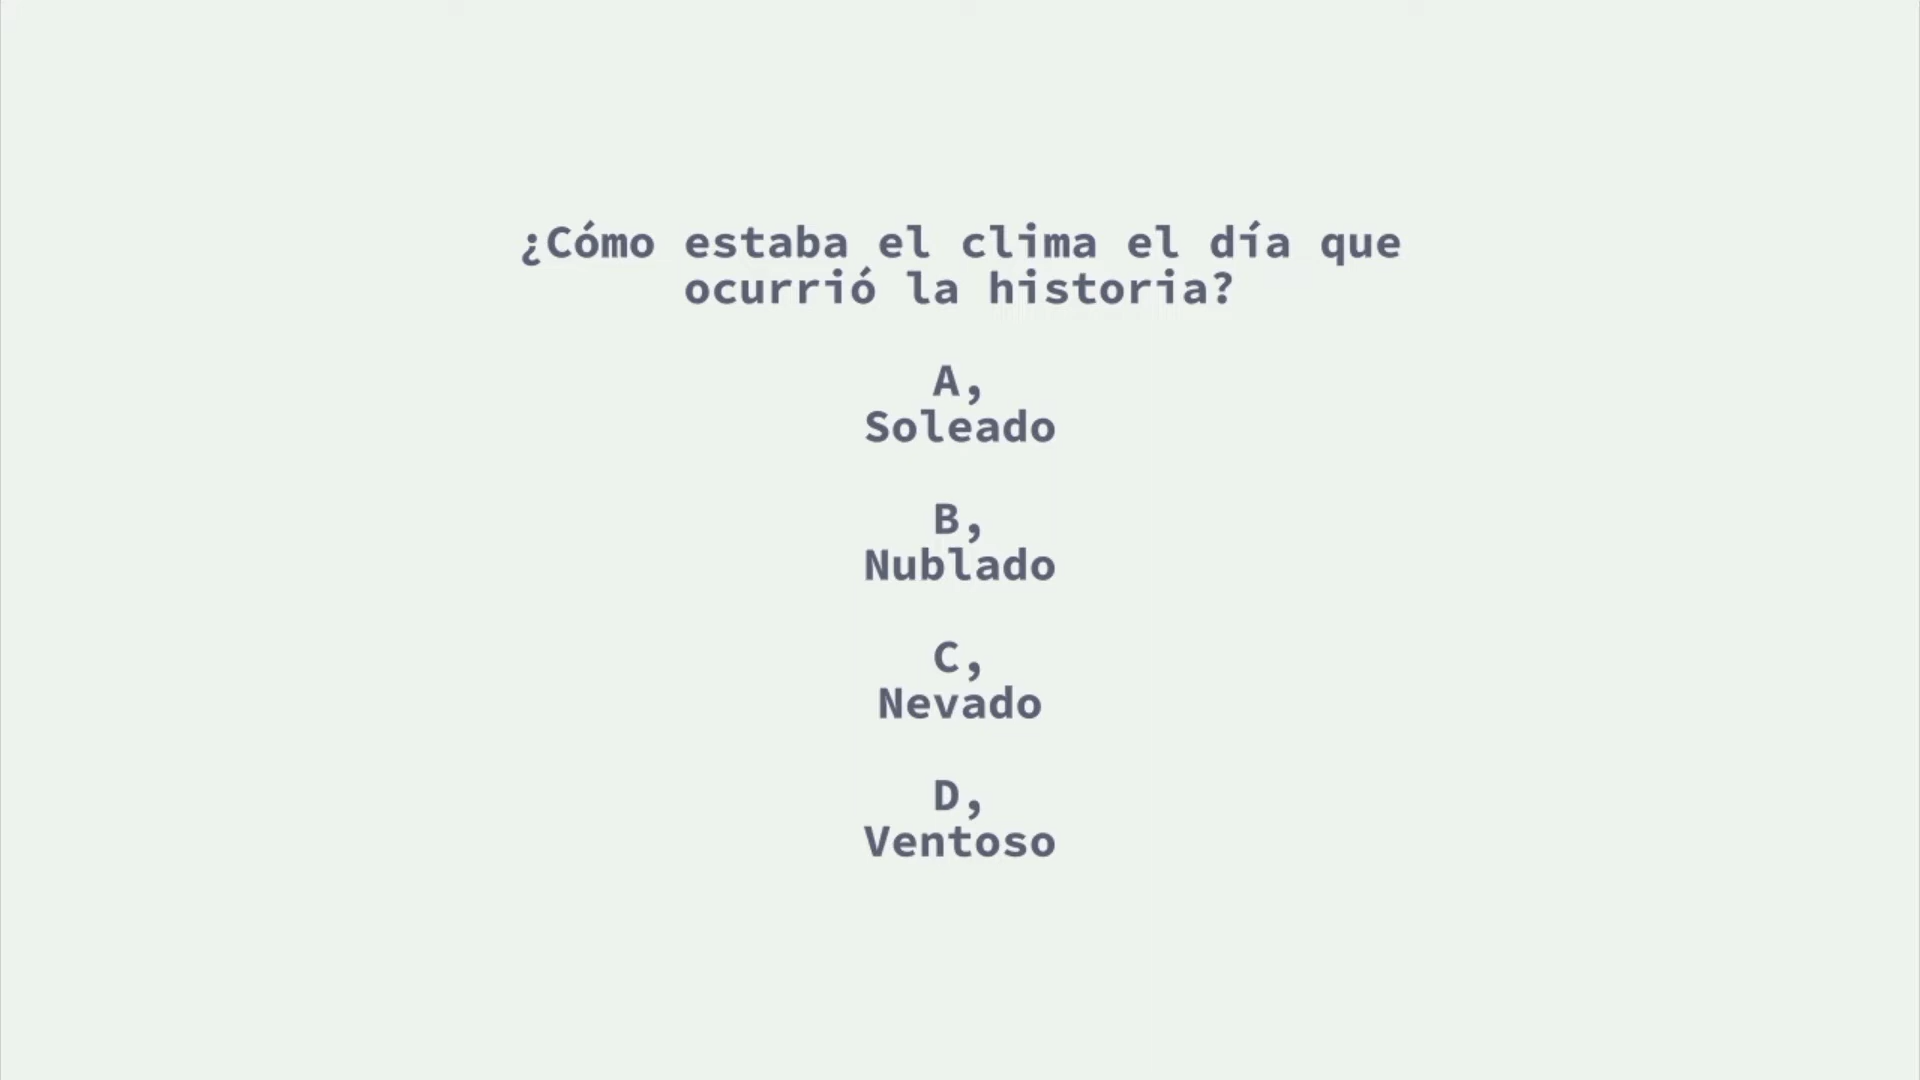 ¿Cómo estaba el clima el día que
ocurrió la historia?
A,
Soleado
B,
Nublado
C,
Nevado
D,
Ventoso